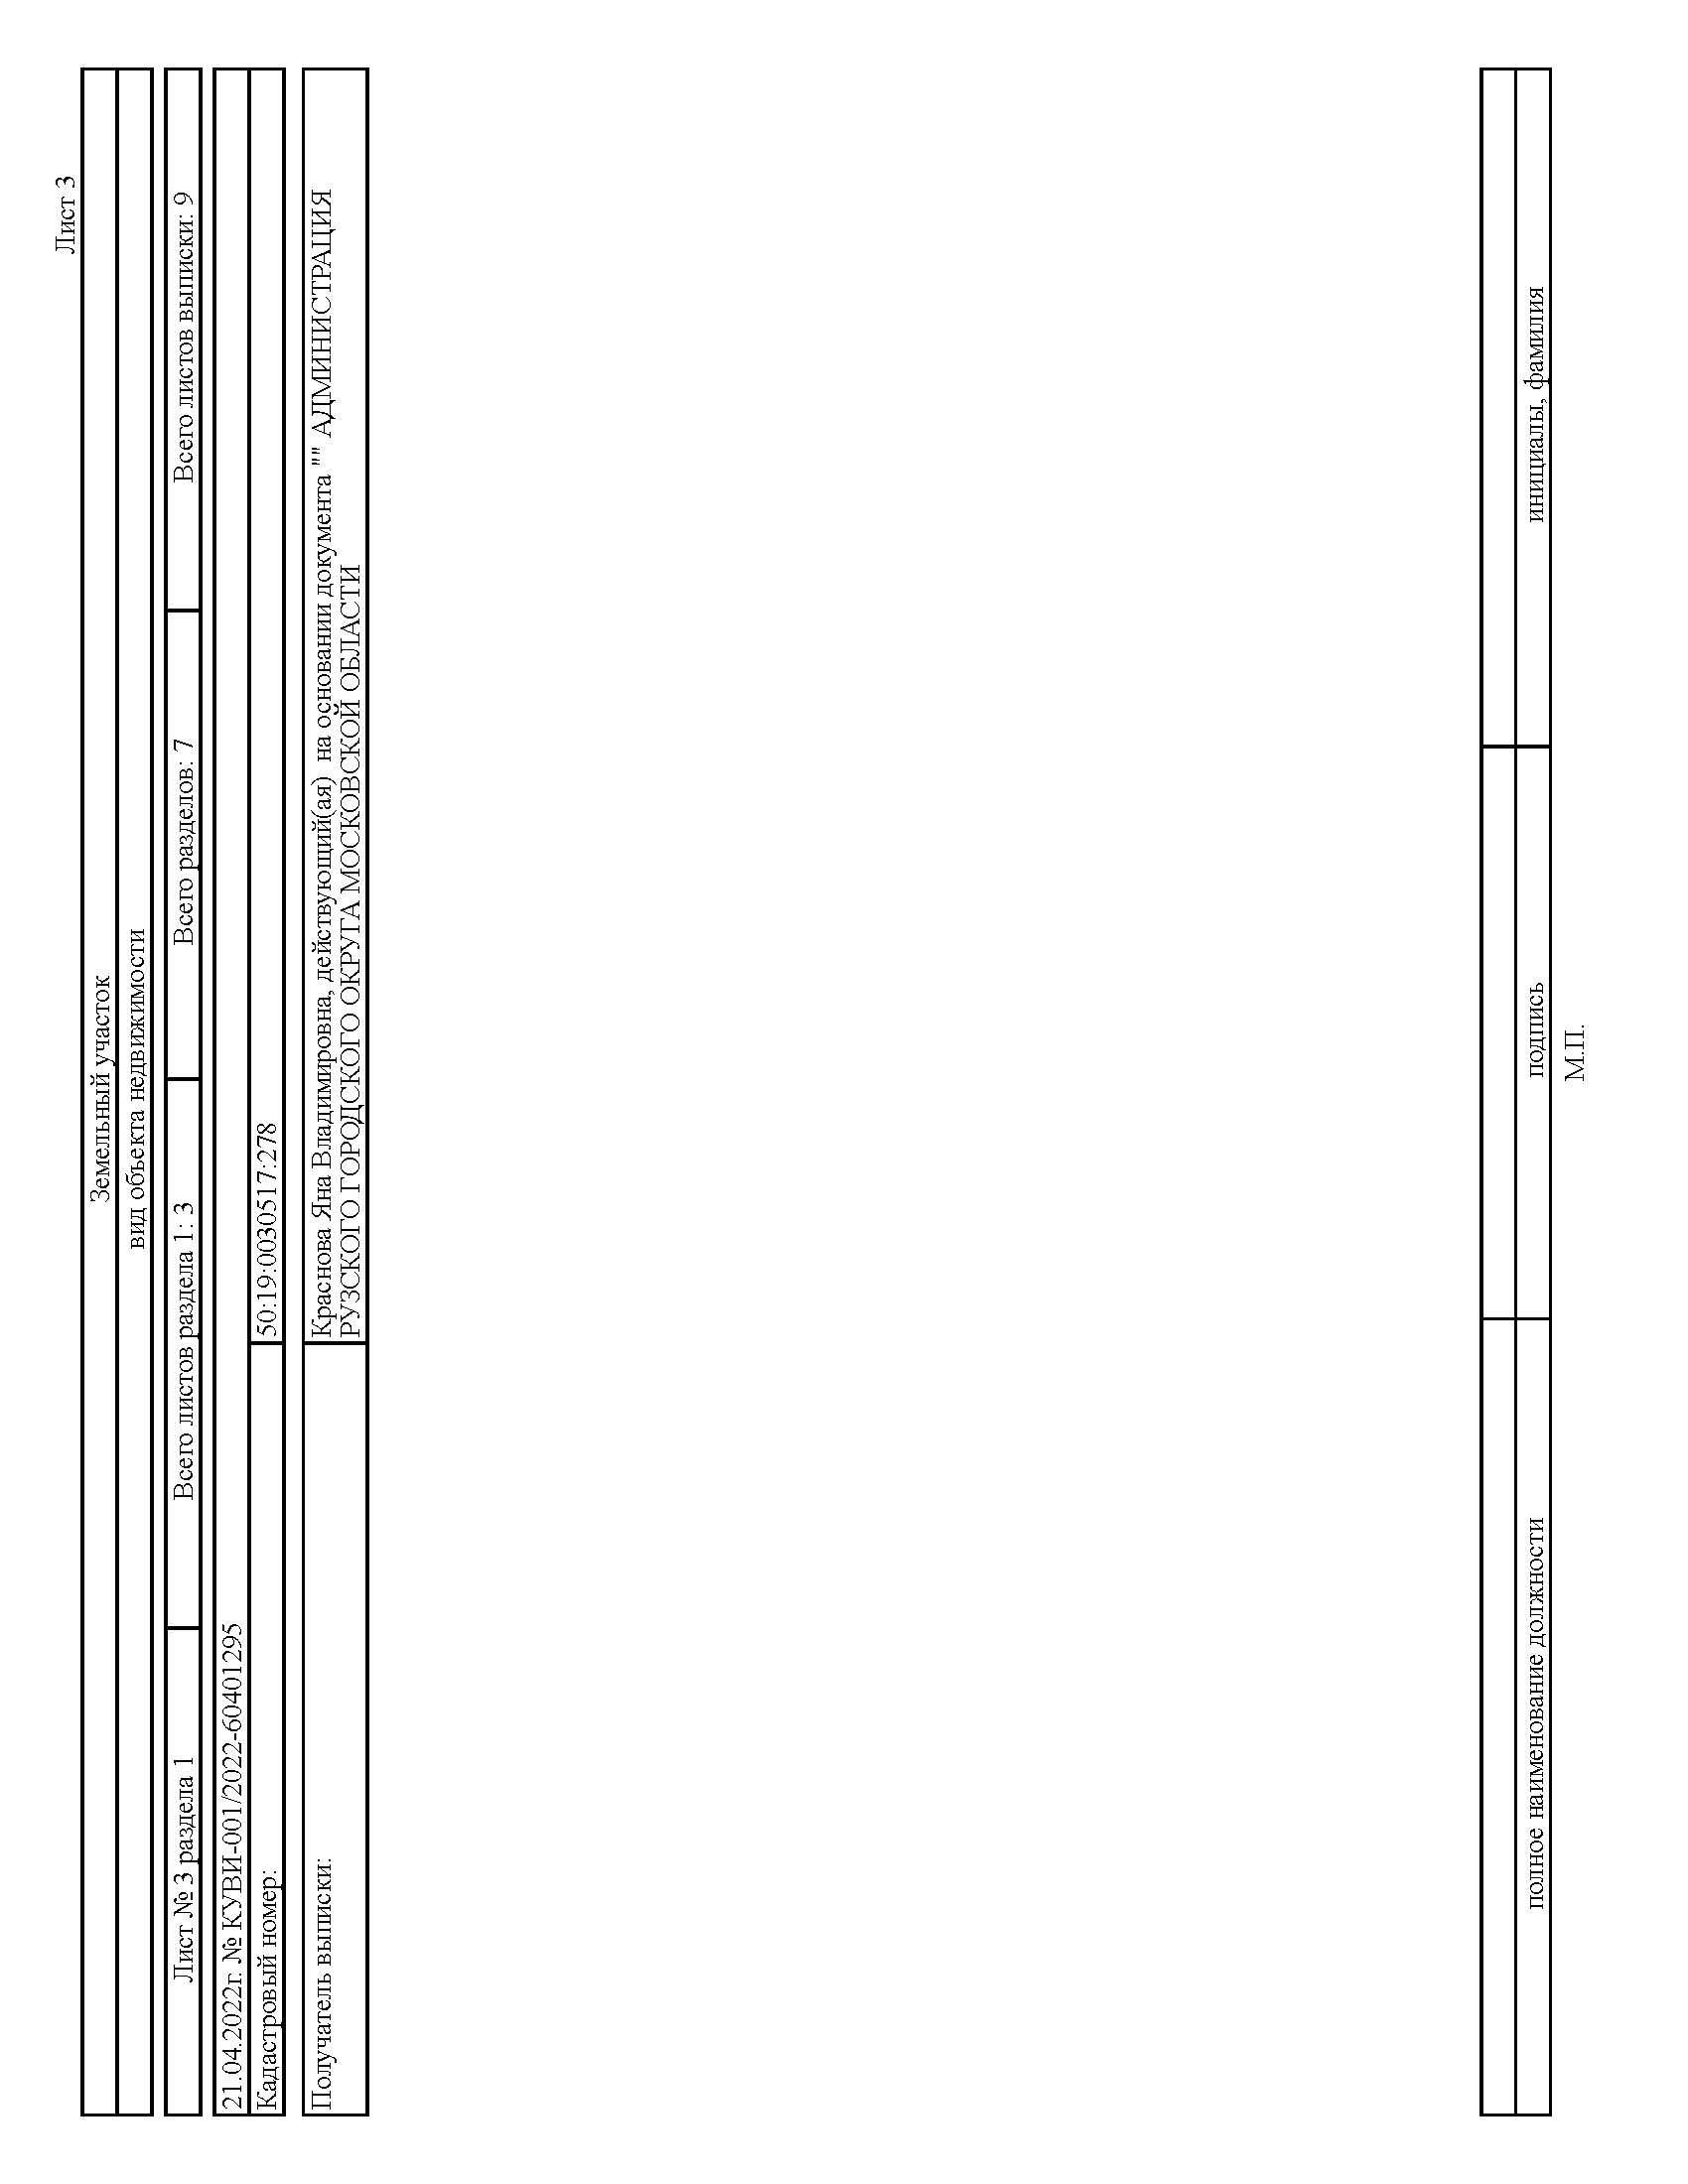 Лист 3
Земельный участок
вид объекта недвижимости
Лист № 3 раздела 1
Всего листов раздела 1: 3
Всего разделов: 7
Всего листов выписки: 9
21.04.2022г. № КУВИ-001/2022-60401295
Кадастровый номер:
50:19:0030517:278
Получатель выписки:
Краснова Яна Владимировна, действующий(ая) на основании документа "" АДМИНИСТРАЦИЯ
РУЗСКОГО ГОРОДСКОГО ОКРУГА МОСКОВСКОЙ ОБЛАСТИ
полное наименование должности
подпись
инициалы, фамилия
М.П.